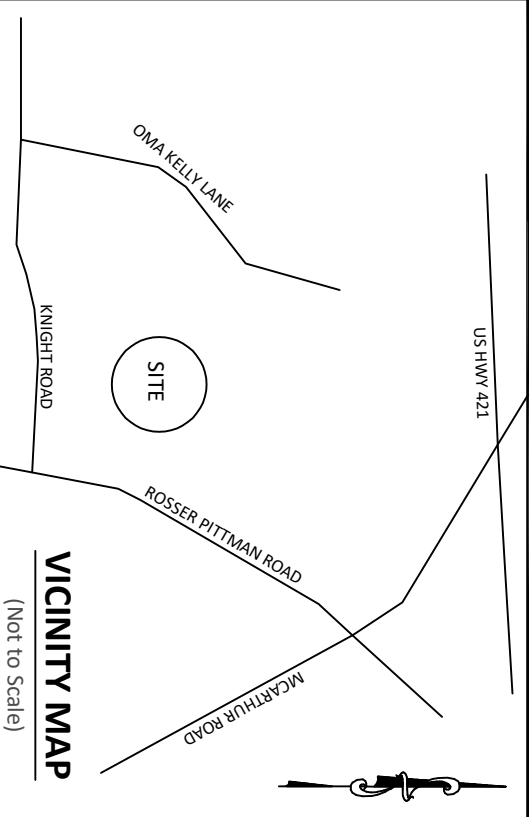 US HWY 421
OMA KELLY LANE
SITE
KNIGHT ROAD
ROSSER PITTMAN ROAD
MCARTHUR ROAD
VICINITY MAP
(Not to Scale)